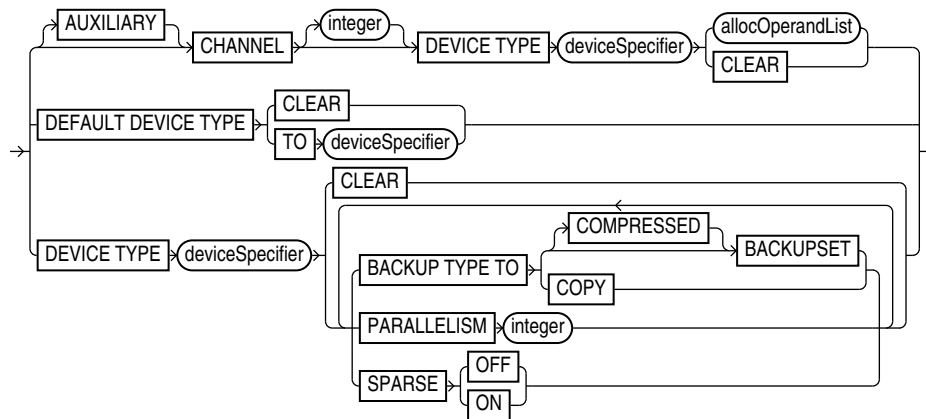 AUXILIARY
CHANNEL integer DEVICE TYPE deviceSpecifier allocOperandList
CLEAR
DEFAULT DEVICE TYPE CLEAR
TO deviceSpecifier
DEVICE TYPE deviceSpecifier CLEAR
BACKUP TYPE TO COMPRESSED BACKUPSET
COPY
PARALLELISM integer
SPARSE OFF
ON